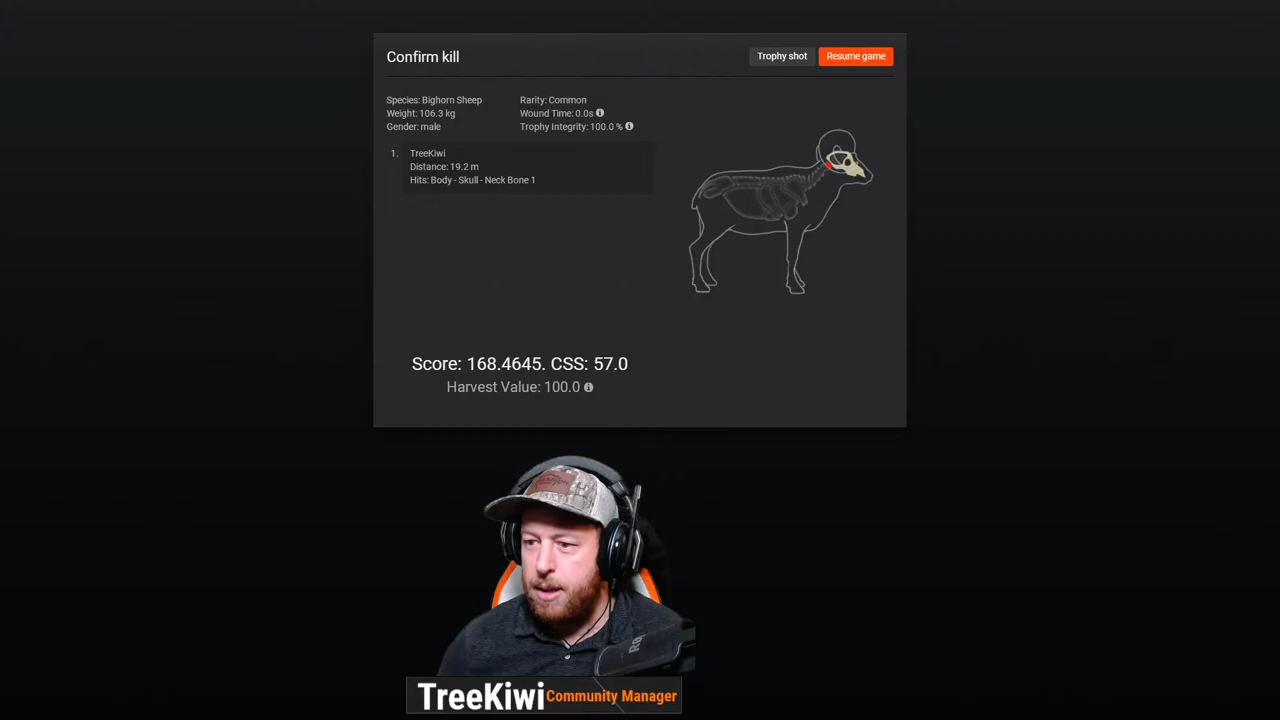 Confirm kill
Trophy shot
Resume game
Species: Bighorn Sheep
Rarity: Common
Weight: 106.3 kg
Wound Time: 0.0s
Gender: male
Trophy Integrity: 100.0 %
1. TreeKiwi
Distance: 19.2 m
Hits: Body - Skull - Neck Bone 1
Score: 168.4645. CSS: 57.0
Harvest Value: 100.0
TreeKiwi Community Manager